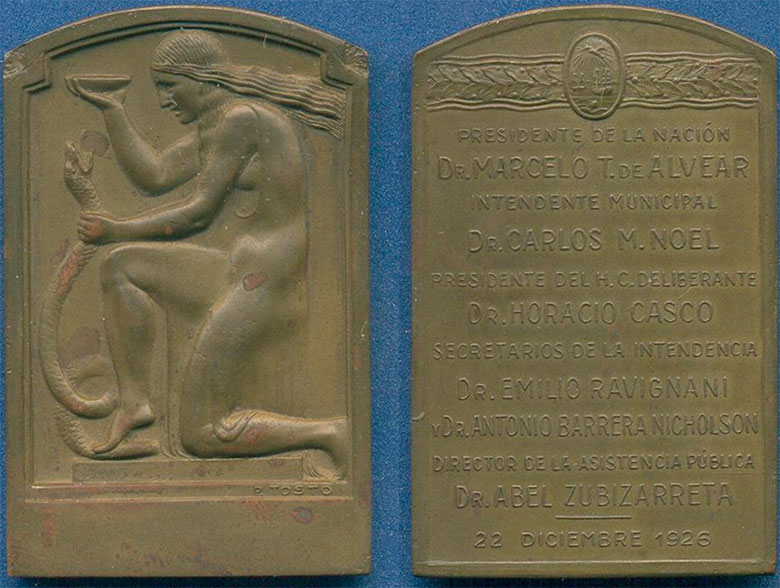 P. TOSTO
PRESIDENTE DE LA NACIÓN
DR. MARCELO T. DE ALVEAR
INTENDENTE MUNICIPAL
DR. CARLOS M. NOEL
PRESIDENTE DEL H. C. DELIBERANTE
DR. HORACIO CASCO
SECRETARIOS DE LA INTENDENCIA
DR. EMILIO RAVIGNANI
Y DR. ANTONIO BARRERA NICHOLSON
DIRECTOR DE LA ASISTENCIA PÚBLICA
DR. ABEL ZUBIZARRETA
22 DICIEMBRE 1926